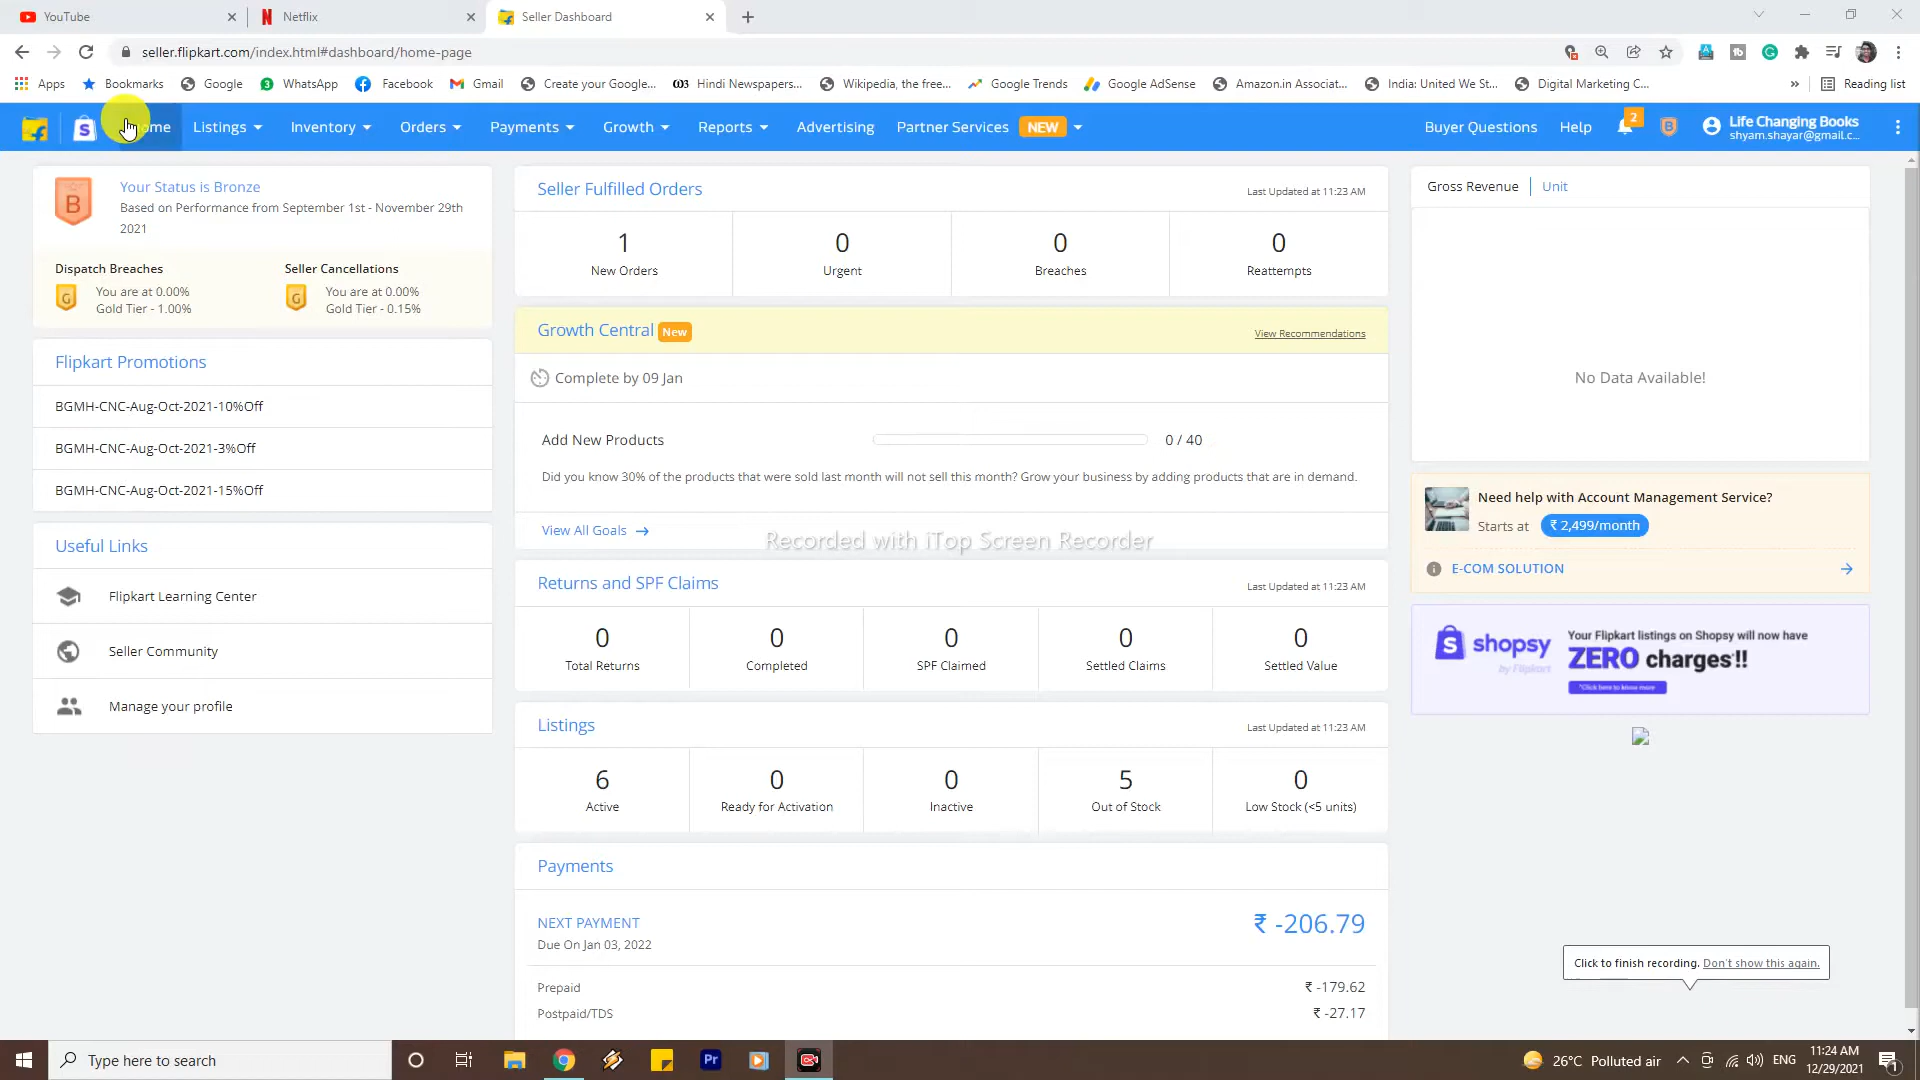 YouTube
Netflix
Seller Dashboard
seller.flipkart.com/index.html#dashboard/home-page
Apps
Bookmarks
Google
WhatsApp
Facebook
Gmail
Create your Google...
Hindi Newspapers...
Wikipedia, the free...
Google Trends
Google AdSense
Amazon.in Associat...
India: United We St...
Digital Marketing C...
Reading list
Listings
Inventory
Orders
Payments
Growth
Reports
Advertising
Partner Services NEW
Buyer Questions
Help
2
Life Changing Books
shyam.shayar@gmail.c...
B
Your Status is Bronze
Based on Performance from September 1st - November 29th
2021
Dispatch Breaches
G
You are at 0.00%
Gold Tier - 1.00%
Seller Cancellations
G
You are at 0.00%
Gold Tier - 0.15%
Flipkart Promotions
BGMH-CNC-Aug-Oct-2021-10%Off
BGMH-CNC-Aug-Oct-2021-3%Off
BGMH-CNC-Aug-Oct-2021-15%Off
Useful Links
Flipkart Learning Center
Seller Community
Manage your profile
Seller Fulfilled Orders
Last Updated at 11:23 AM
1
New Orders
0
Urgent
0
Breaches
0
Reattempts
Growth Central New
View Recommendations
Complete by 09 Jan
Add New Products
0 / 40
Did you know 30% of the products that were sold last month will not sell this month? Grow your business by adding products that are in demand.
View All Goals
Recorded with iTop Screen Recorder
Returns and SPF Claims
Last Updated at 11:23 AM
0
Total Returns
0
Completed
0
SPF Claimed
0
Settled Claims
0
Settled Value
Listings
Last Updated at 11:23 AM
6
Active
0
Ready for Activation
0
Inactive
5
Out of Stock
0
Low Stock (<5 units)
Payments
NEXT PAYMENT
₹ -206.79
Due On Jan 03, 2022
Prepaid
₹ -179.62
Postpaid/TDS
₹ -27.17
Gross Revenue
Unit
No Data Available!
Need help with Account Management Service?
Starts at ₹ 2,499/month
E-COM SOLUTION
shopsy
by Flipkart
Your Flipkart listings on Shopsy will now have
ZERO charges*!!
*Click here to know more
Click to finish recording. Don't show this again.
Type here to search
Pr
26°C Polluted air
ENG
11:24 AM
12/29/2021
1